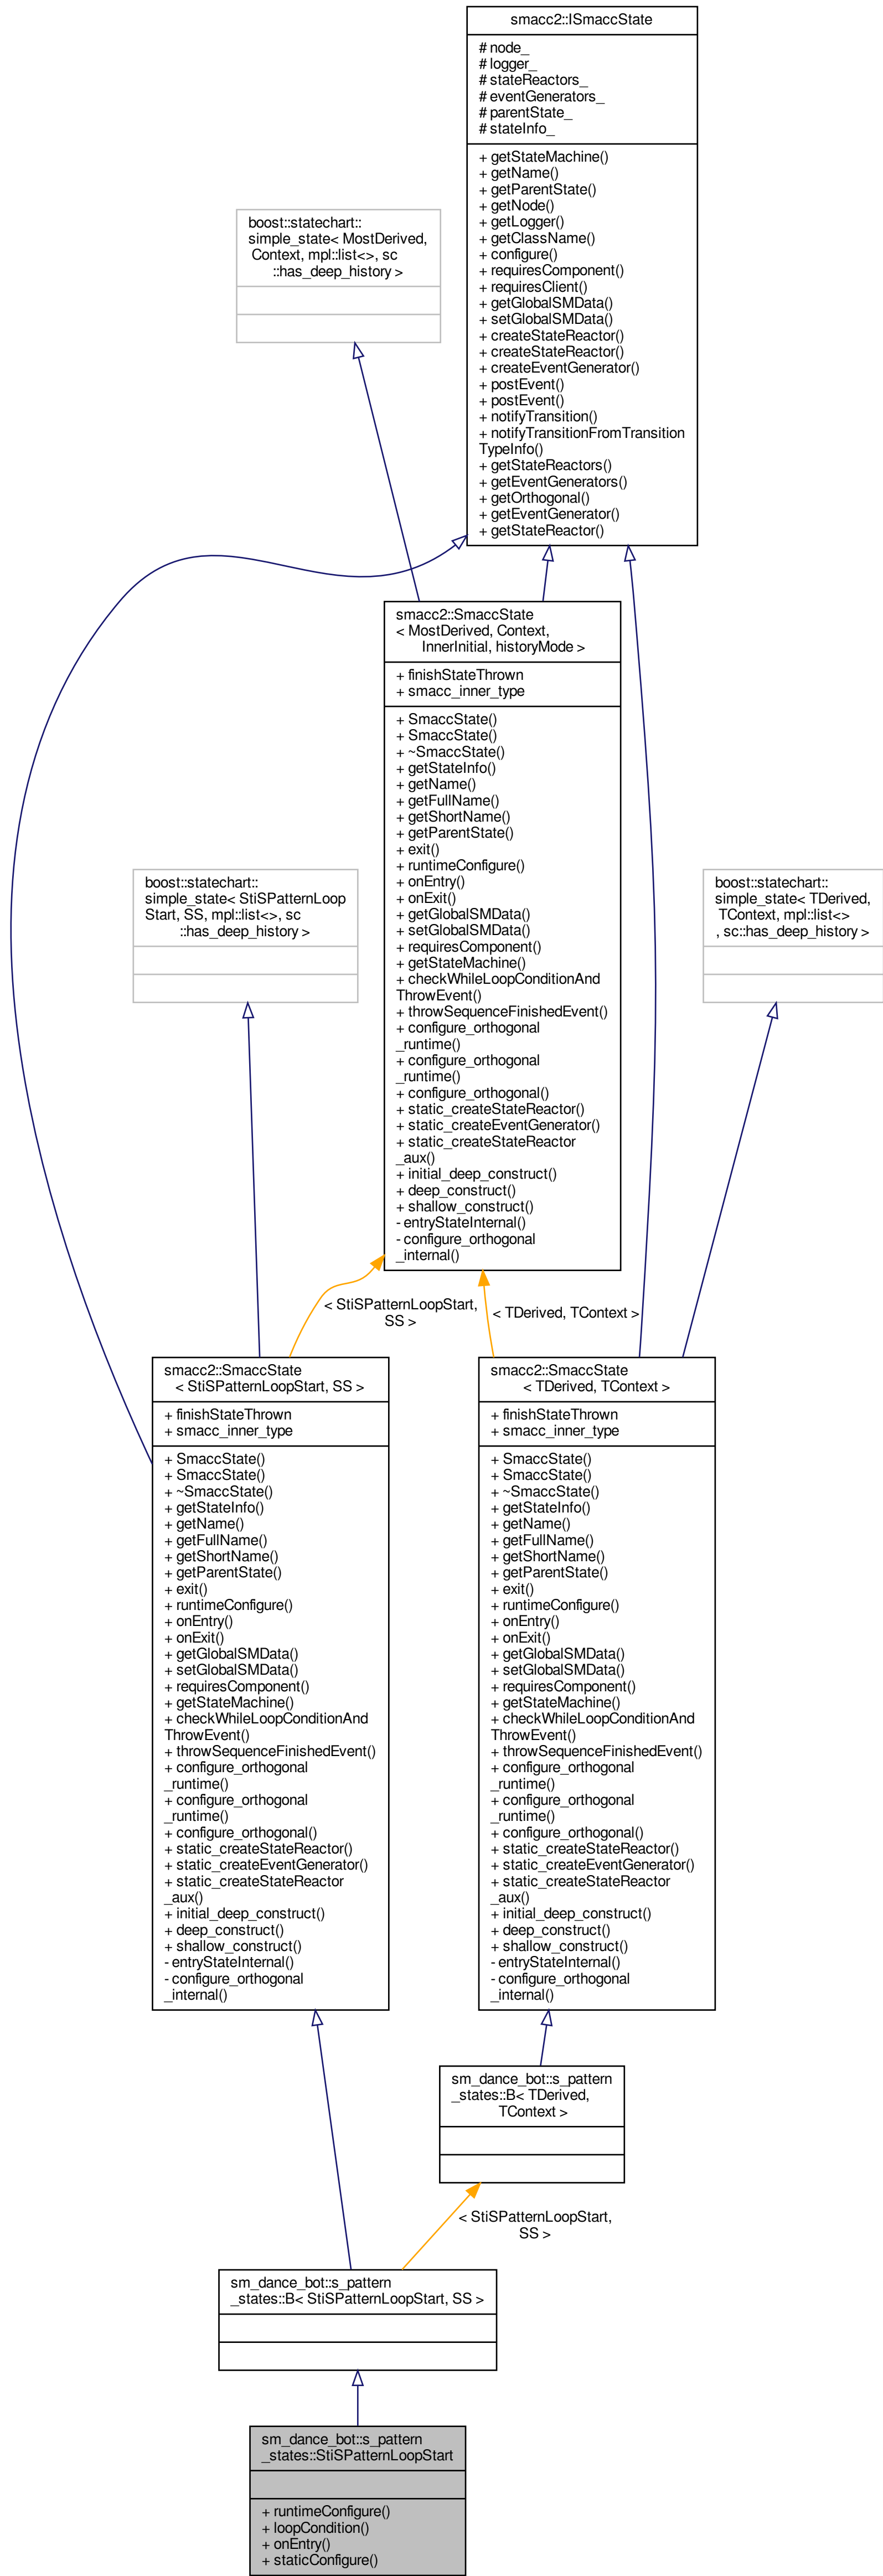 smacc2::ISmaccState
# node_
# logger_
# stateReactors_
# eventGenerators_
# parentState_
# stateInfo_
+ getStateMachine()
+ getName()
+ getParentState()
+ getNode()
+ getLogger()
+ getClassName()
+ configure()
+ requiresComponent()
+ requiresClient()
+ getGlobalSMData()
+ setGlobalSMData()
+ createStateReactor()
+ createStateReactor()
+ createEventGenerator()
+ postEvent()
+ postEvent()
+ notifyTransition()
+ notifyTransitionFromTransition
TypeInfo()
+ getStateReactors()
+ getEventGenerators()
+ getOrthogonal()
+ getEventGenerator()
+ getStateReactor()
boost::statechart::
simple_state< MostDerived,
Context, mpl::list<>, sc
::has_deep_history >
smacc2::SmaccState
< MostDerived, Context,
InnerInitial, historyMode >
+ finishStateThrown
+ smacc_inner_type
+ SmaccState()
+ SmaccState()
+ ~SmaccState()
+ getStateInfo()
+ getName()
+ getFullName()
+ getShortName()
+ getParentState()
+ exit()
+ runtimeConfigure()
+ onEntry()
+ onExit()
+ getGlobalSMData()
+ setGlobalSMData()
+ requiresComponent()
+ getStateMachine()
+ checkWhileLoopConditionAnd
ThrowEvent()
+ throwSequenceFinishedEvent()
+ configure_orthogonal
_runtime()
+ configure_orthogonal
_runtime()
+ configure_orthogonal()
+ static_createStateReactor()
+ static_createEventGenerator()
+ static_createStateReactor
_aux()
+ initial_deep_construct()
+ deep_construct()
+ shallow_construct()
- entryStateInternal()
- configure_orthogonal
_internal()
boost::statechart::
simple_state< StiSPatternLoop
Start, SS, mpl::list<>, sc
::has_deep_history >
boost::statechart::
simple_state< TDerived,
TContext, mpl::list<>
, sc::has_deep_history >
< StiSPatternLoopStart,
SS >
< TDerived, TContext >
smacc2::SmaccState
< StiSPatternLoopStart, SS >
+ finishStateThrown
+ smacc_inner_type
+ SmaccState()
+ SmaccState()
+ ~SmaccState()
+ getStateInfo()
+ getName()
+ getFullName()
+ getShortName()
+ getParentState()
+ exit()
+ runtimeConfigure()
+ onEntry()
+ onExit()
+ getGlobalSMData()
+ setGlobalSMData()
+ requiresComponent()
+ getStateMachine()
+ checkWhileLoopConditionAnd
ThrowEvent()
+ throwSequenceFinishedEvent()
+ configure_orthogonal
_runtime()
+ configure_orthogonal
_runtime()
+ configure_orthogonal()
+ static_createStateReactor()
+ static_createEventGenerator()
+ static_createStateReactor
_aux()
+ initial_deep_construct()
+ deep_construct()
+ shallow_construct()
- entryStateInternal()
- configure_orthogonal
_internal()
smacc2::SmaccState
< TDerived, TContext >
+ finishStateThrown
+ smacc_inner_type
+ SmaccState()
+ SmaccState()
+ ~SmaccState()
+ getStateInfo()
+ getName()
+ getFullName()
+ getShortName()
+ getParentState()
+ exit()
+ runtimeConfigure()
+ onEntry()
+ onExit()
+ getGlobalSMData()
+ setGlobalSMData()
+ requiresComponent()
+ getStateMachine()
+ checkWhileLoopConditionAnd
ThrowEvent()
+ throwSequenceFinishedEvent()
+ configure_orthogonal
_runtime()
+ configure_orthogonal
_runtime()
+ configure_orthogonal()
+ static_createStateReactor()
+ static_createEventGenerator()
+ static_createStateReactor
_aux()
+ initial_deep_construct()
+ deep_construct()
+ shallow_construct()
- entryStateInternal()
- configure_orthogonal
_internal()
sm_dance_bot::s_pattern
_states::B< TDerived,
TContext >
< StiSPatternLoopStart,
SS >
sm_dance_bot::s_pattern
_states::B< StiSPatternLoopStart, SS >
sm_dance_bot::s_pattern
_states::StiSPatternLoopStart
+ runtimeConfigure()
+ loopCondition()
+ onEntry()
+ staticConfigure()